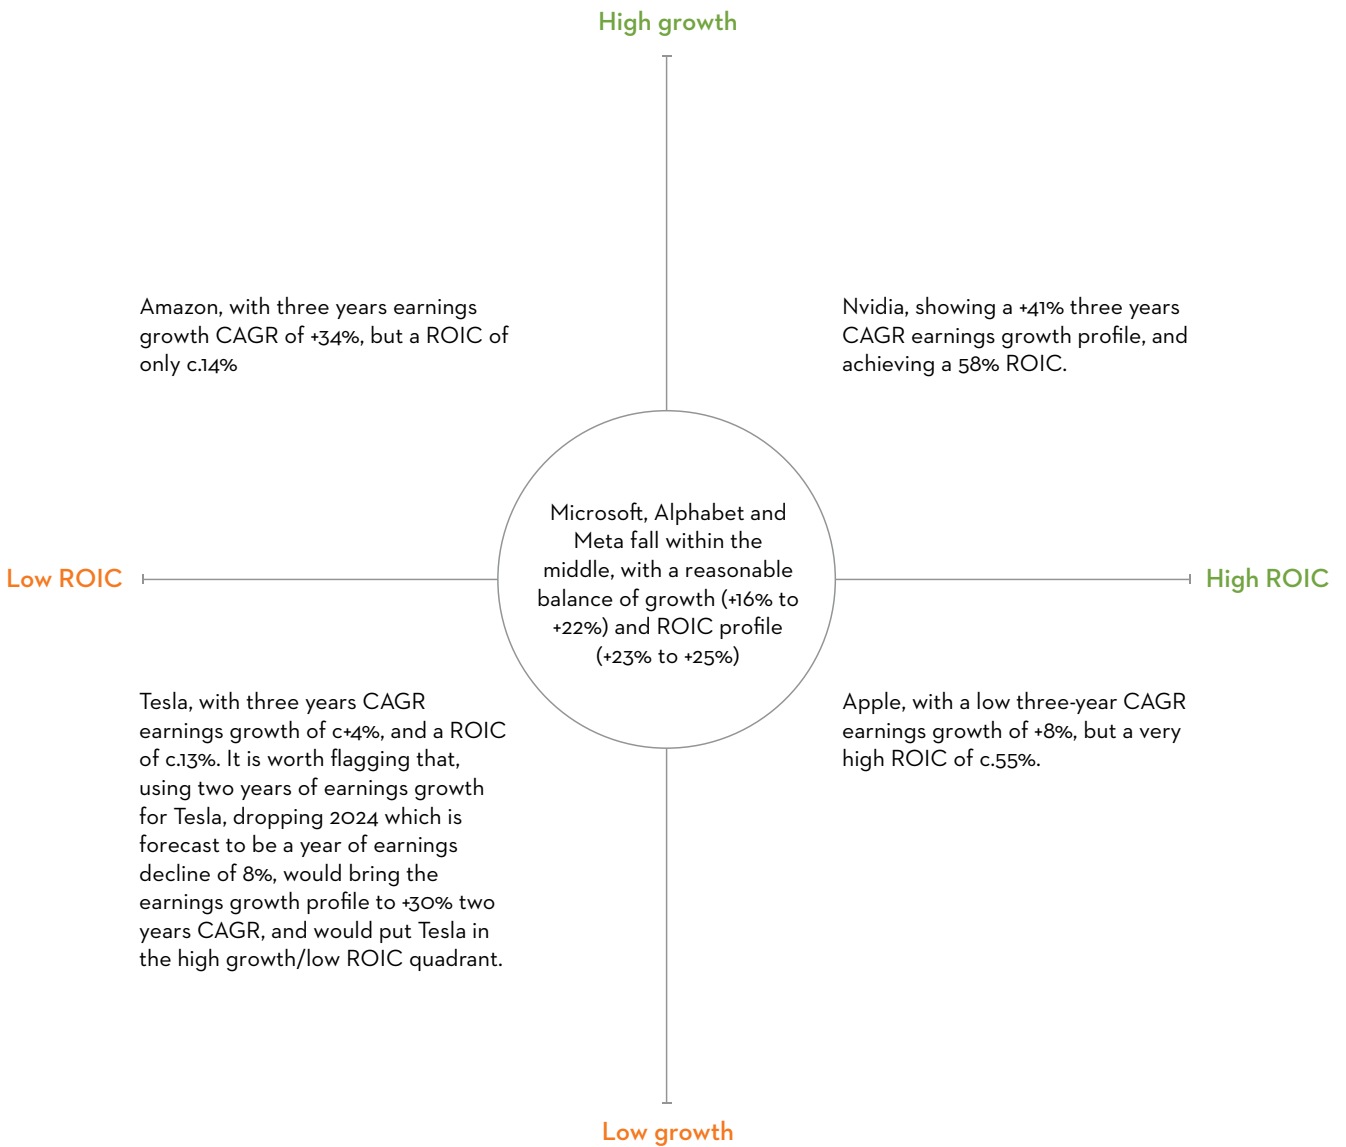 High growth
Amazon, with three years earnings
growth CAGR of +34%, but a ROIC of
only c.14%
Nvidia, showing a +41% three years
CAGR earnings growth profile, and
achieving a 58% ROIC.
Microsoft, Alphabet and
Meta fall within the
middle, with a reasonable
balance of growth (+16% to
+22%) and ROIC profile
(+23% to +25%)
Low ROIC
High ROIC
Tesla, with three years CAGR
earnings growth of c+4%, and a ROIC
of c.13%. It is worth flagging that,
using two years of earnings growth
for Tesla, dropping 2024 which is
forecast to be a year of earnings
decline of 8%, would bring the
earnings growth profile to +30% two
years CAGR, and would put Tesla in
the high growth/low ROIC quadrant.
Apple, with a low three-year CAGR
earnings growth of +8%, but a very
high ROIC of c.55%.
Low growth